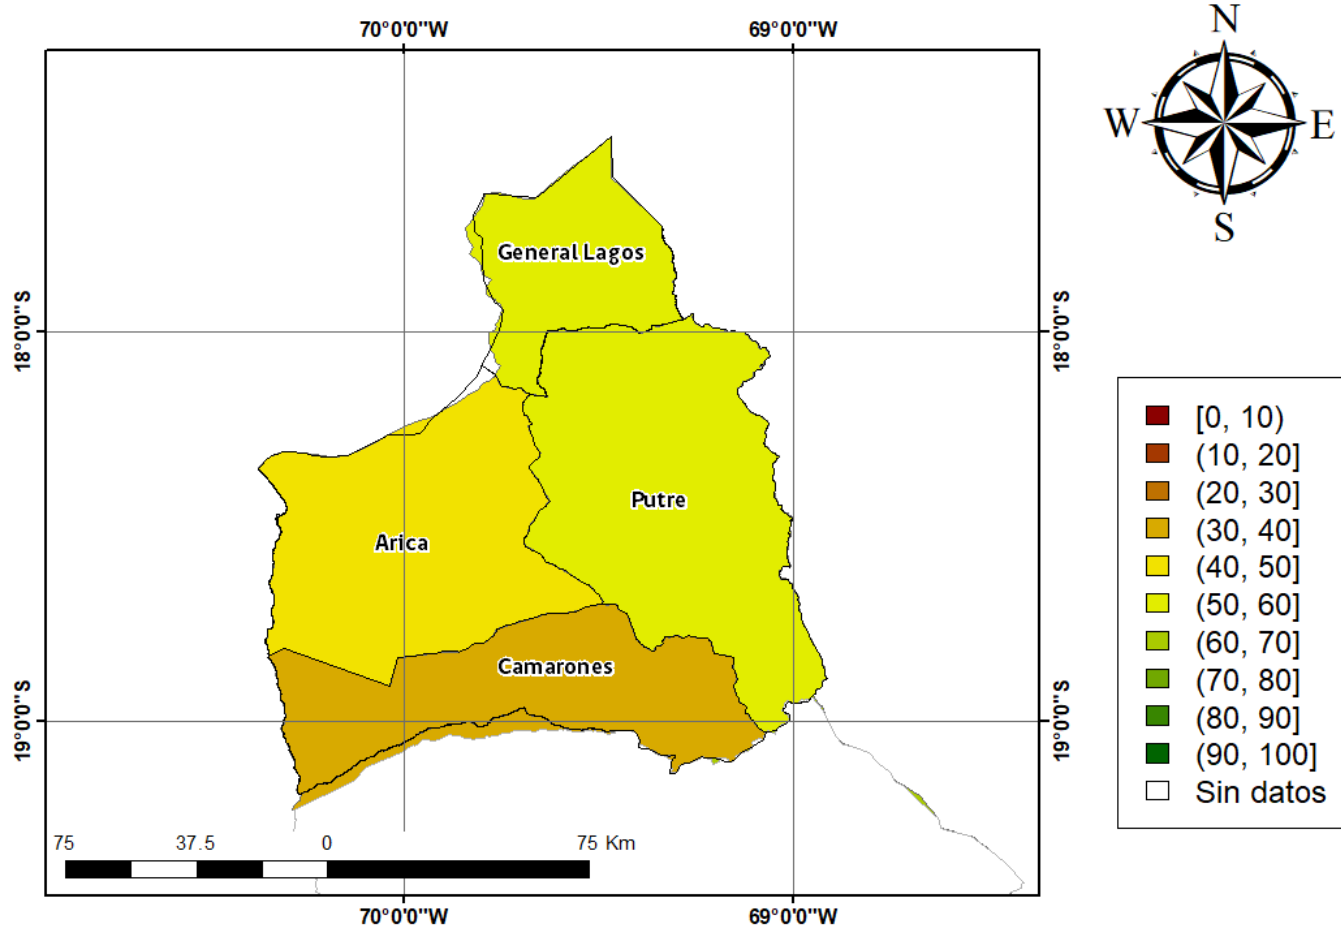 70°0'0"W 69°0'0"W
N
W E
S
General Lagos
18°0'0"S 18°0'0"S
Putre
Arica
Camarones
19°0'0"S 19°0'0"S
[0, 10)
(10, 20]
(20, 30]
(30, 40]
(40, 50]
(50, 60]
(60, 70]
(70, 80]
(80, 90]
(90, 100]
Sin datos
75 37.5 0 75 Km
70°0'0"W 69°0'0"W